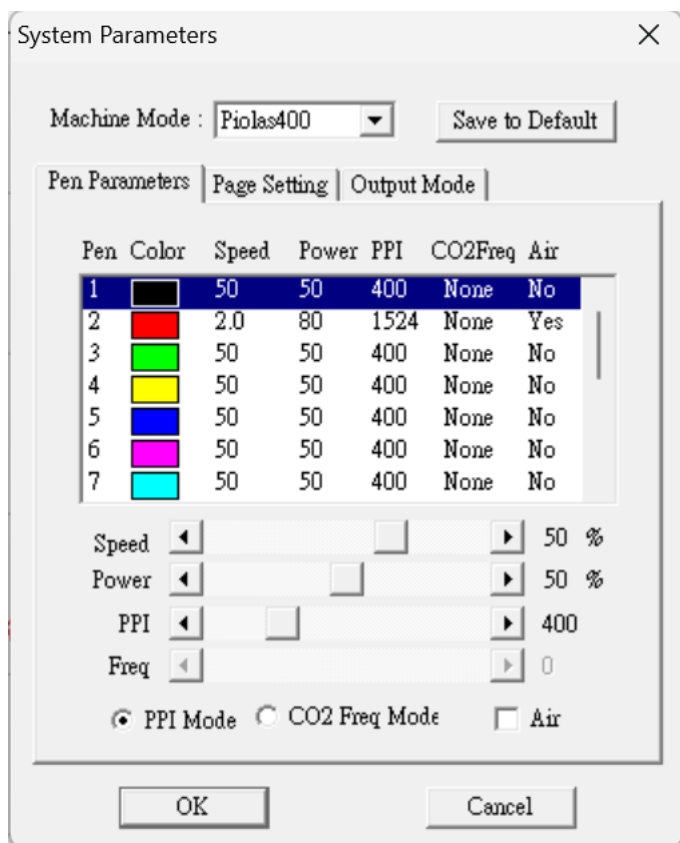 System Parameters
Machine Mode : Piolas400 Save to Default
Pen Parameters Page Setting Output Mode
Pen Color Speed Power PPI CO2Freq Air
1 50 50 400 None No
2 2.0 80 1524 None Yes
3 50 50 400 None No
4 50 50 400 None No
5 50 50 400 None No
6 50 50 400 None No
7 50 50 400 None No
Speed 50 %
Power 50 %
PPI 400
Freq 0
PPI Mode CO2 Freq Mode Air
OK Cancel